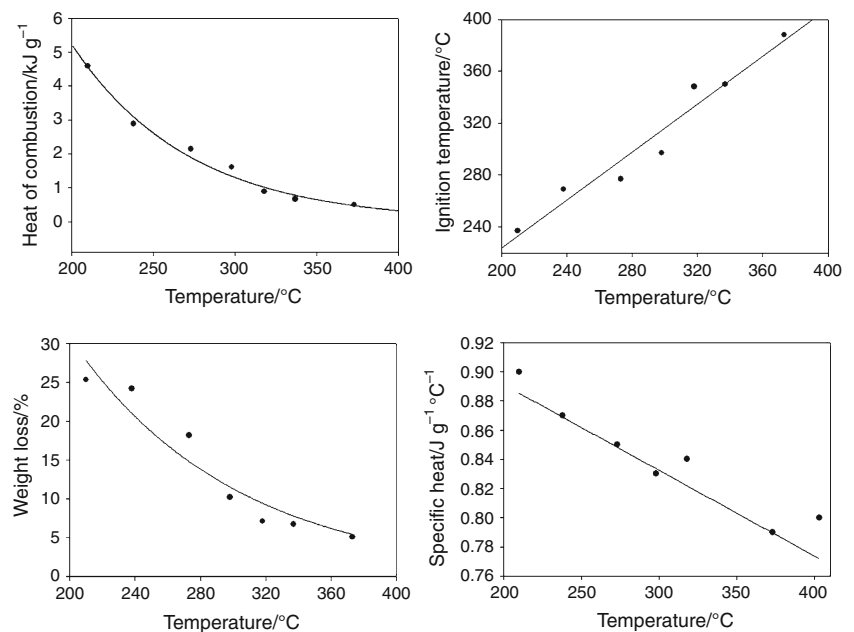 Heat of combustion/kJ g⁻¹
6
5
4
3
2
1
0
200 250 300 350 400
Temperature/°C
Ignition temperature/°C
400
360
320
280
240
200 240 280 320 360 400
Temperature/°C
Weight loss/%
30
25
20
15
10
5
0
200 240 280 320 360 400
Temperature/°C
Specific heat/J g⁻¹ °C⁻¹
0.92
0.90
0.88
0.86
0.84
0.82
0.80
0.78
0.76
200 250 300 350 400
Temperature/°C